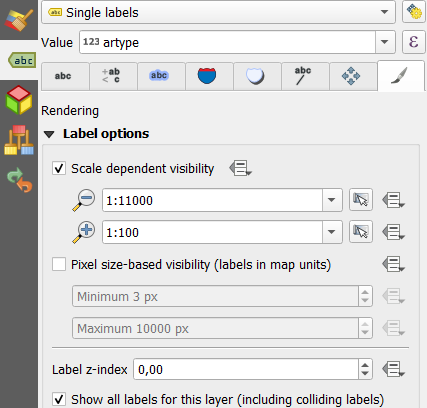 abc Single labels
Value 123 artype ε
abc
abc +ab < c abc abc
Rendering
Label options
Scale dependent visibility
1:11000
1:100
Pixel size-based visibility (labels in map units)
Minimum 3 px
Maximum 10000 px
Label z-index 0,00
Show all labels for this layer (including colliding labels)